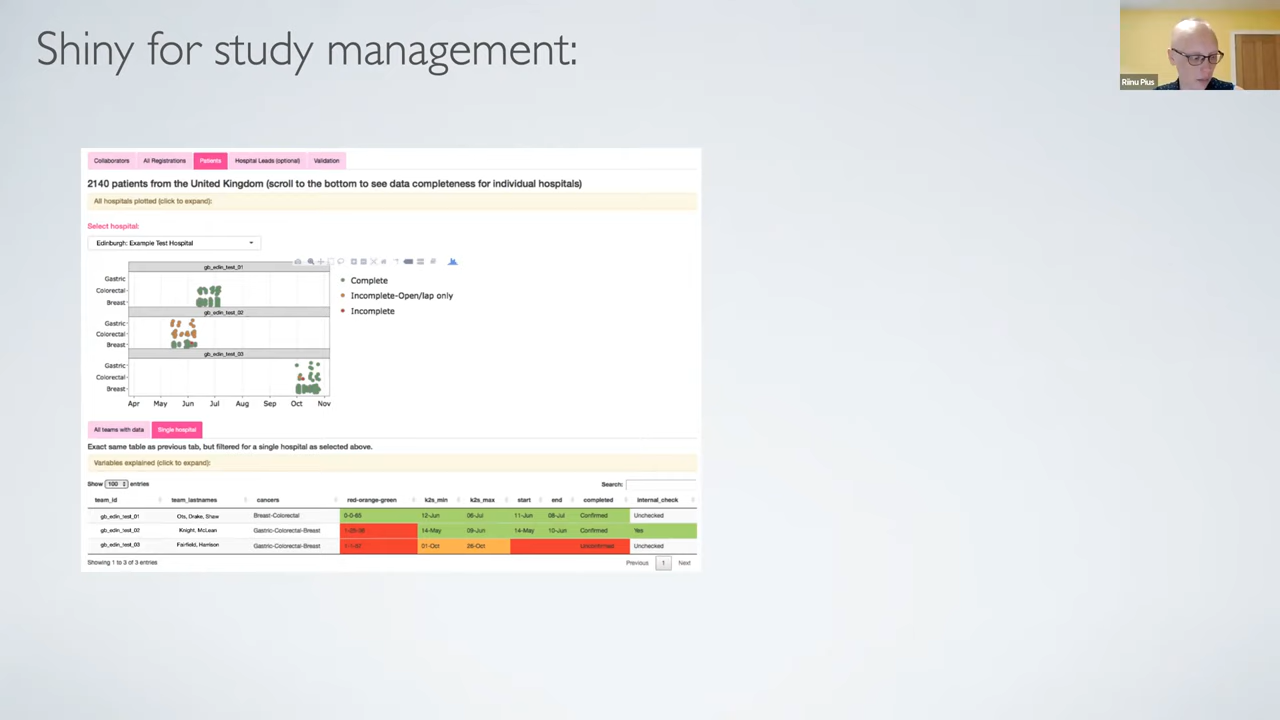 Shiny for study management:
Riinu Pius
Collaborators All Registrations Patients Hospital Leads (optional) Validation
2140 patients from the United Kingdom (scroll to the bottom to see data completeness for individual hospitals)
All hospitals plotted (click to expand):
Select hospital:
Edinburgh: Example Test Hospital
gb_edin_test_01
Gastric
Colorectal
Breast
gb_edin_test_02
Gastric
Colorectal
Breast
gb_edin_test_03
Gastric
Colorectal
Breast
Apr May Jun Jul Aug Sep Oct Nov
Complete
Incomplete-Open/lap only
Incomplete
All teams with data Single hospital
Exact same table as previous tab, but filtered for a single hospital as selected above.
Variables explained (click to expand):
Show 100 entries Search:
team_id team_lastnames cancers red-orange-green k2s_min k2s_max start end completed internal_check
gb_edin_test_01 Ots, Drake, Shaw Breast-Colorectal 0-0-65 12-Jun 06-Jul 11-Jun 08-Jul Confirmed Unchecked
gb_edin_test_02 Knight, McLean Gastric-Colorectal-Breast 14-May 09-Jun 14-May 10-Jun Confirmed Yes
gb_edin_test_03 Fairfield, Harrison Gastric-Colorectal-Breast 01-Oct 26-Oct Unconfirmed Unchecked
Showing 1 to 3 of 3 entries Previous 1 Next